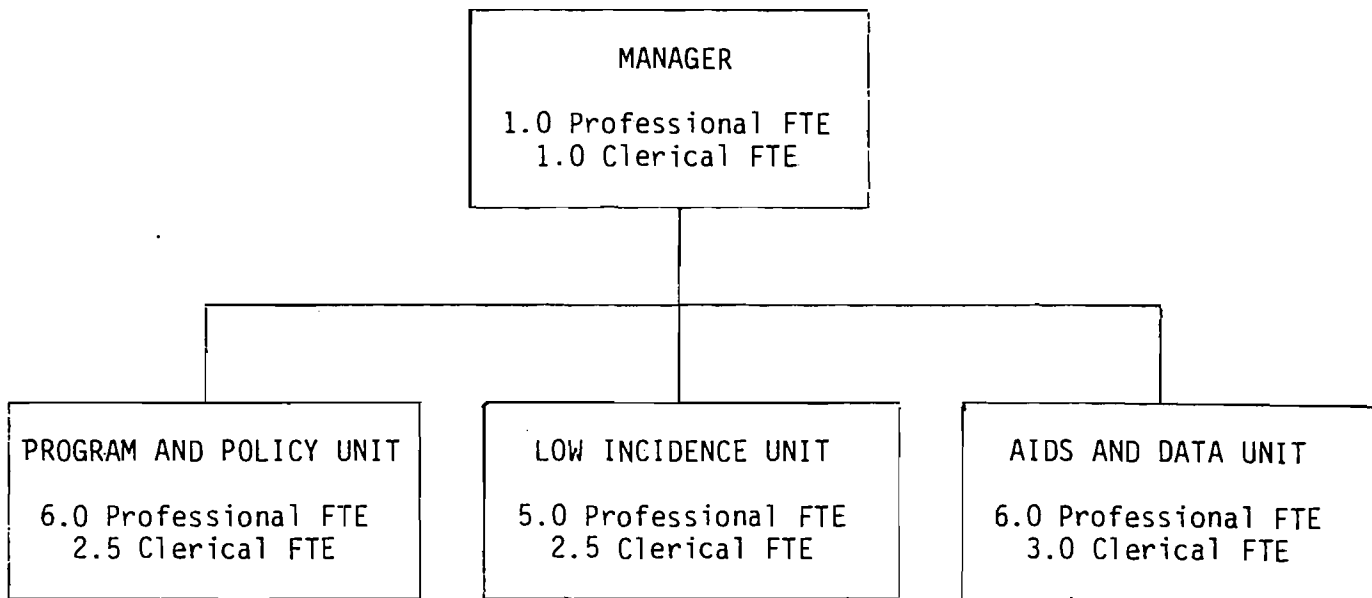 MANAGER
1.0 Professional FTE
1.0 Clerical FTE
PROGRAM AND POLICY UNIT
6.0 Professional FTE
2.5 Clerical FTE
LOW INCIDENCE UNIT
5.0 Professional FTE
2.5 Clerical FTE
AIDS AND DATA UNIT
6.0 Professional FTE
3.0 Clerical FTE